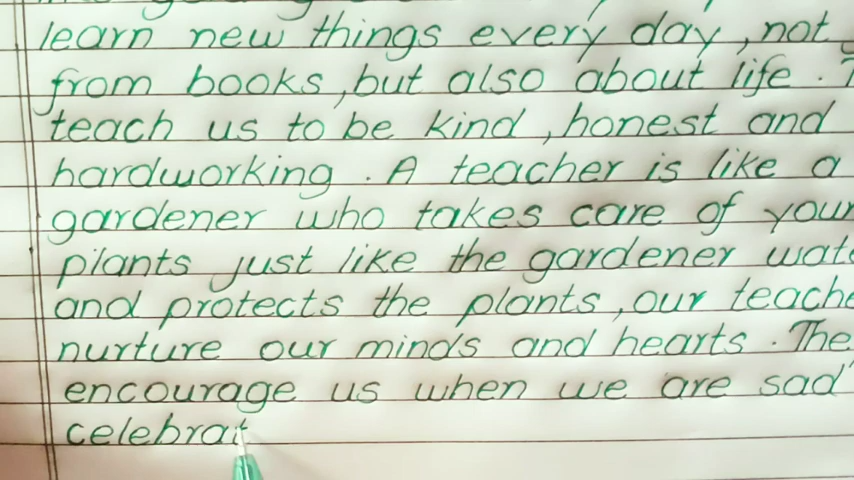 learn new things every day, not
from books, but also about life.
teach us to be kind, honest and
hardworking. A teacher is like a
gardener who takes care of
plants just like the gardener
and protects the plants, our
nurture our minds and hearts. The
encourage us when we are sad
celebrat